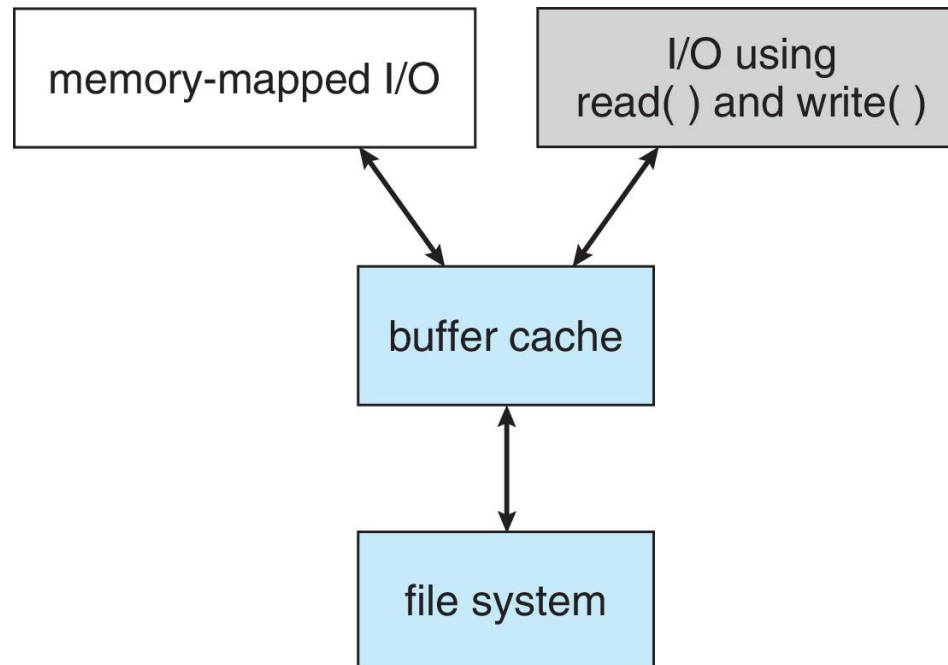 memory-mapped I/O
I/O using
read( ) and write( )
buffer cache
file system